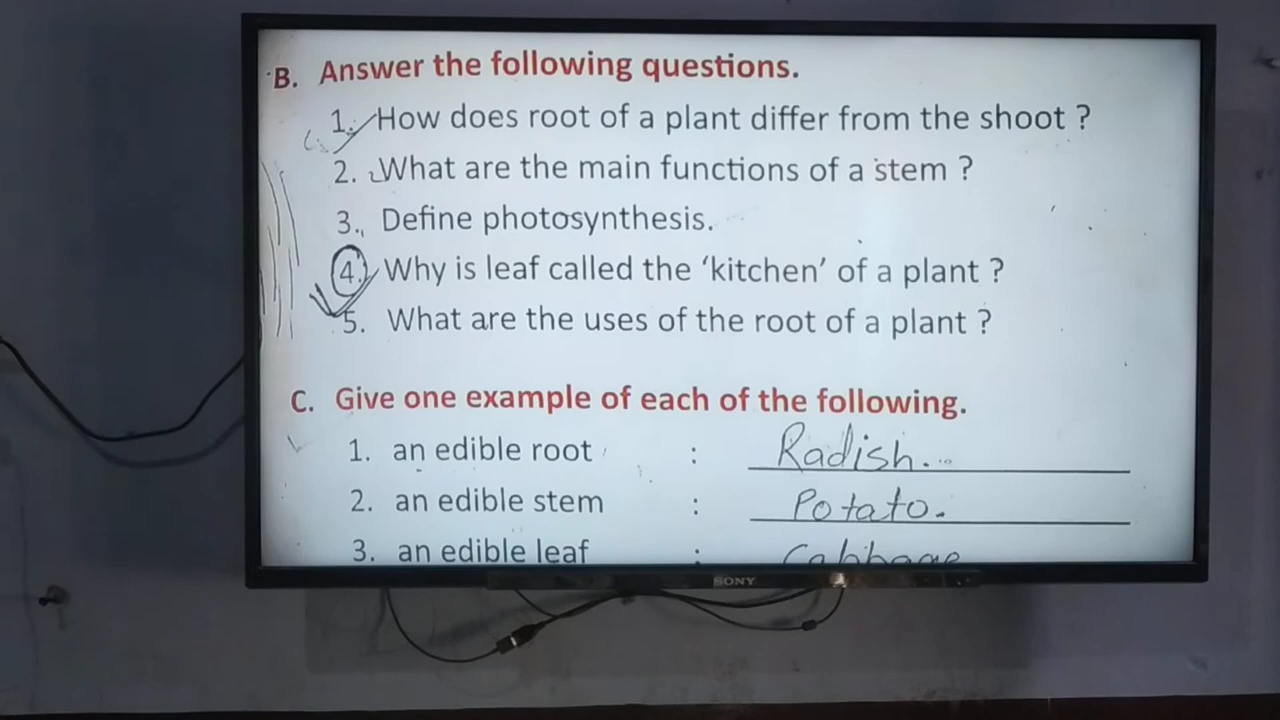 B. Answer the following questions.
1. How does root of a plant differ from the shoot ?
2. What are the main functions of a stem ?
3. Define photosynthesis.
4. Why is leaf called the ‘kitchen’ of a plant ?
5. What are the uses of the root of a plant ?
C. Give one example of each of the following.
1. an edible root : Radish.
2. an edible stem : Potato.
3. an edible leaf : Cabbage
SONY